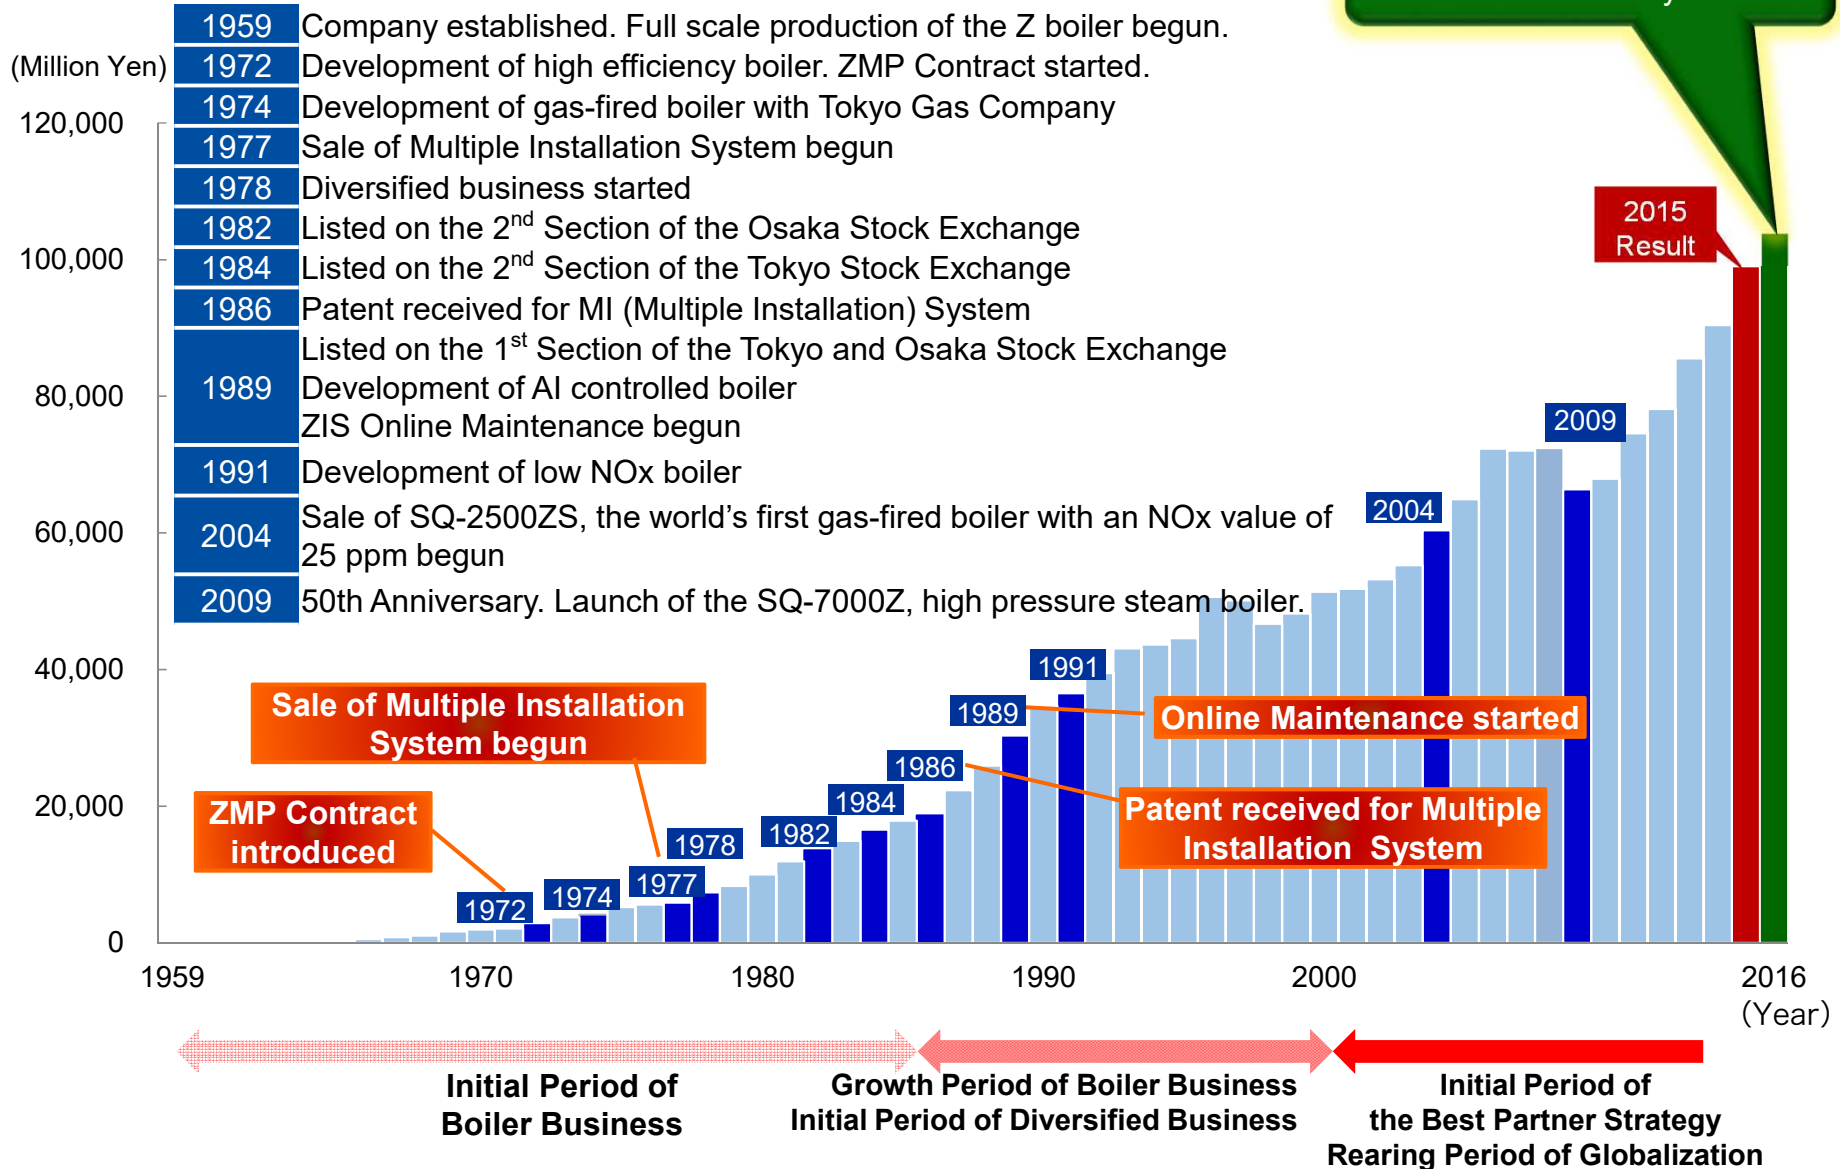 1959 Company established. Full scale production of the Z boiler begun.
(Million Yen)
1972 Development of high efficiency boiler. ZMP Contract started.
1974 Development of gas-fired boiler with Tokyo Gas Company
1977 Sale of Multiple Installation System begun
1978 Diversified business started
1982 Listed on the 2nd Section of the Osaka Stock Exchange
1984 Listed on the 2nd Section of the Tokyo Stock Exchange
1986 Patent received for MI (Multiple Installation) System
1989 Listed on the 1st Section of the Tokyo and Osaka Stock Exchange
Development of AI controlled boiler
ZIS Online Maintenance begun
1991 Development of low NOx boiler
2004 Sale of SQ-2500ZS, the world’s first gas-fired boiler with an NOx value of
25 ppm begun
2009 50th Anniversary. Launch of the SQ-7000Z, high pressure steam boiler.
120,000
100,000
80,000
60,000
40,000
20,000
0
2015
Result
2009
2004
1991
1989
1986
1984
1982
1978
1977
1974
1972
Sale of Multiple Installation
System begun
ZMP Contract
introduced
Online Maintenance started
Patent received for Multiple
Installation System
1959
1970
1980
1990
2000
2016
（Year）
Initial Period of
Boiler Business
Growth Period of Boiler Business
Initial Period of Diversified Business
Initial Period of
the Best Partner Strategy
Rearing Period of Globalization